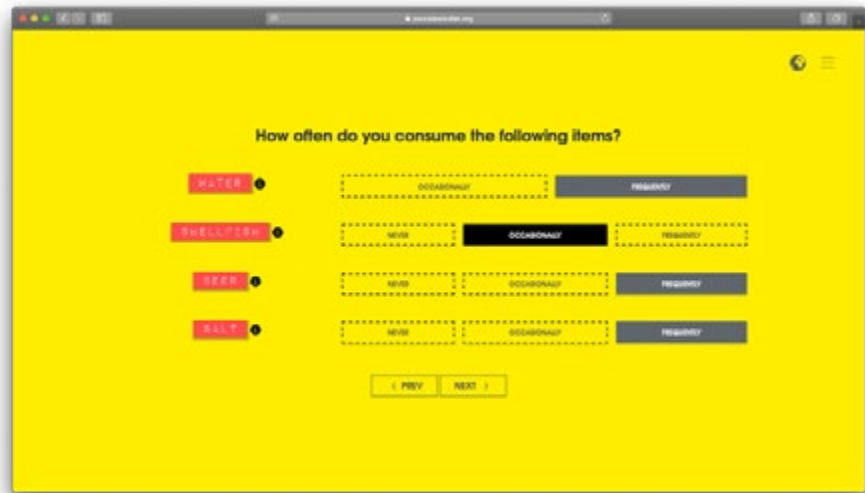 How often do you consume the following items?
WATER OCCASIONALLY FREQUENTLY
SHELLFISH NEVER OCCASIONALLY FREQUENTLY
BEER NEVER OCCASIONALLY FREQUENTLY
SALT NEVER OCCASIONALLY FREQUENTLY
< PREV NEXT >